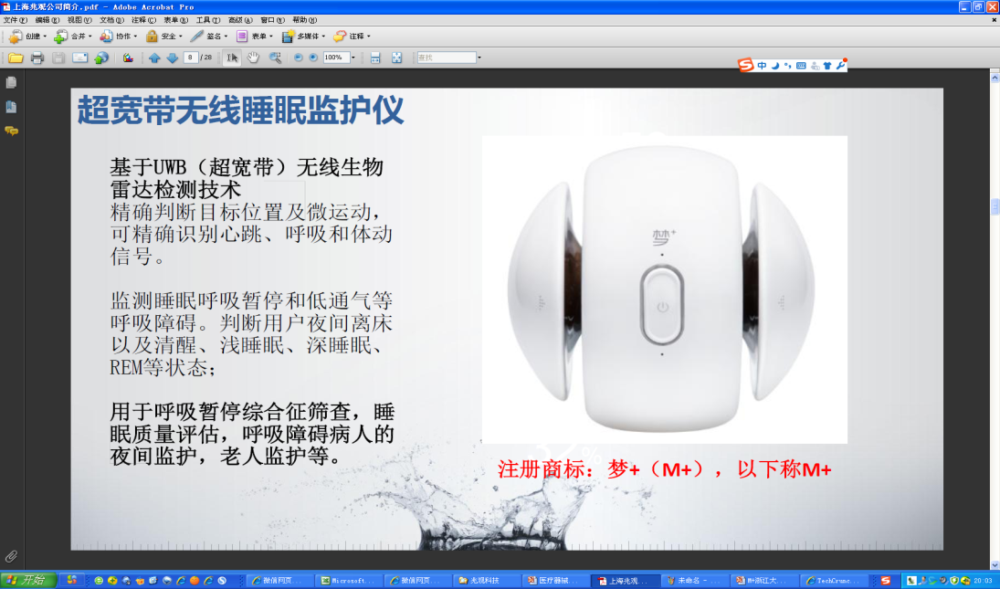 上海兆观公司简介.pdf - Adobe Acrobat Pro
文件(F) 编辑(E) 视图(V) 文档(D) 注释(C) 表单(R) 工具(T) 高级(A) 窗口(W) 帮助(H)
创建 合并 协作 安全 签名 表单 多媒体 注释
8 / 28 100% 查找
中
超宽带无线睡眠监护仪
基于UWB（超宽带）无线生物
雷达检测技术
精确判断目标位置及微运动，
可精确识别心跳、呼吸和体动
信号。
监测睡眠呼吸暂停和低通气等
呼吸障碍。判断用户夜间离床
以及清醒、浅睡眠、深睡眠、
REM等状态；
用于呼吸暂停综合征筛查，睡
眠质量评估，呼吸障碍病人的
夜间监护，老人监护等。
梦+
注册商标：梦+（M+），以下称M+
开始 微信网页... Microsoft... 微信网页... 兆观科技 医疗器械... 上海兆观... 未命名 - ... M+浙江大... TechCrunc... 20:03